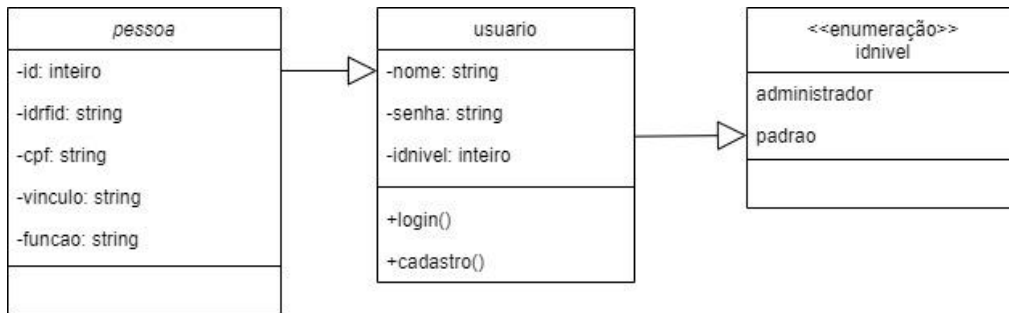 pessoa
-id: inteiro
-idrfid: string
-cpf: string
-vinculo: string
-funcao: string
usuario
-nome: string
-senha: string
-idnivel: inteiro
+login()
+cadastro()
<<enumeração>>
idnivel
administrador
padrao